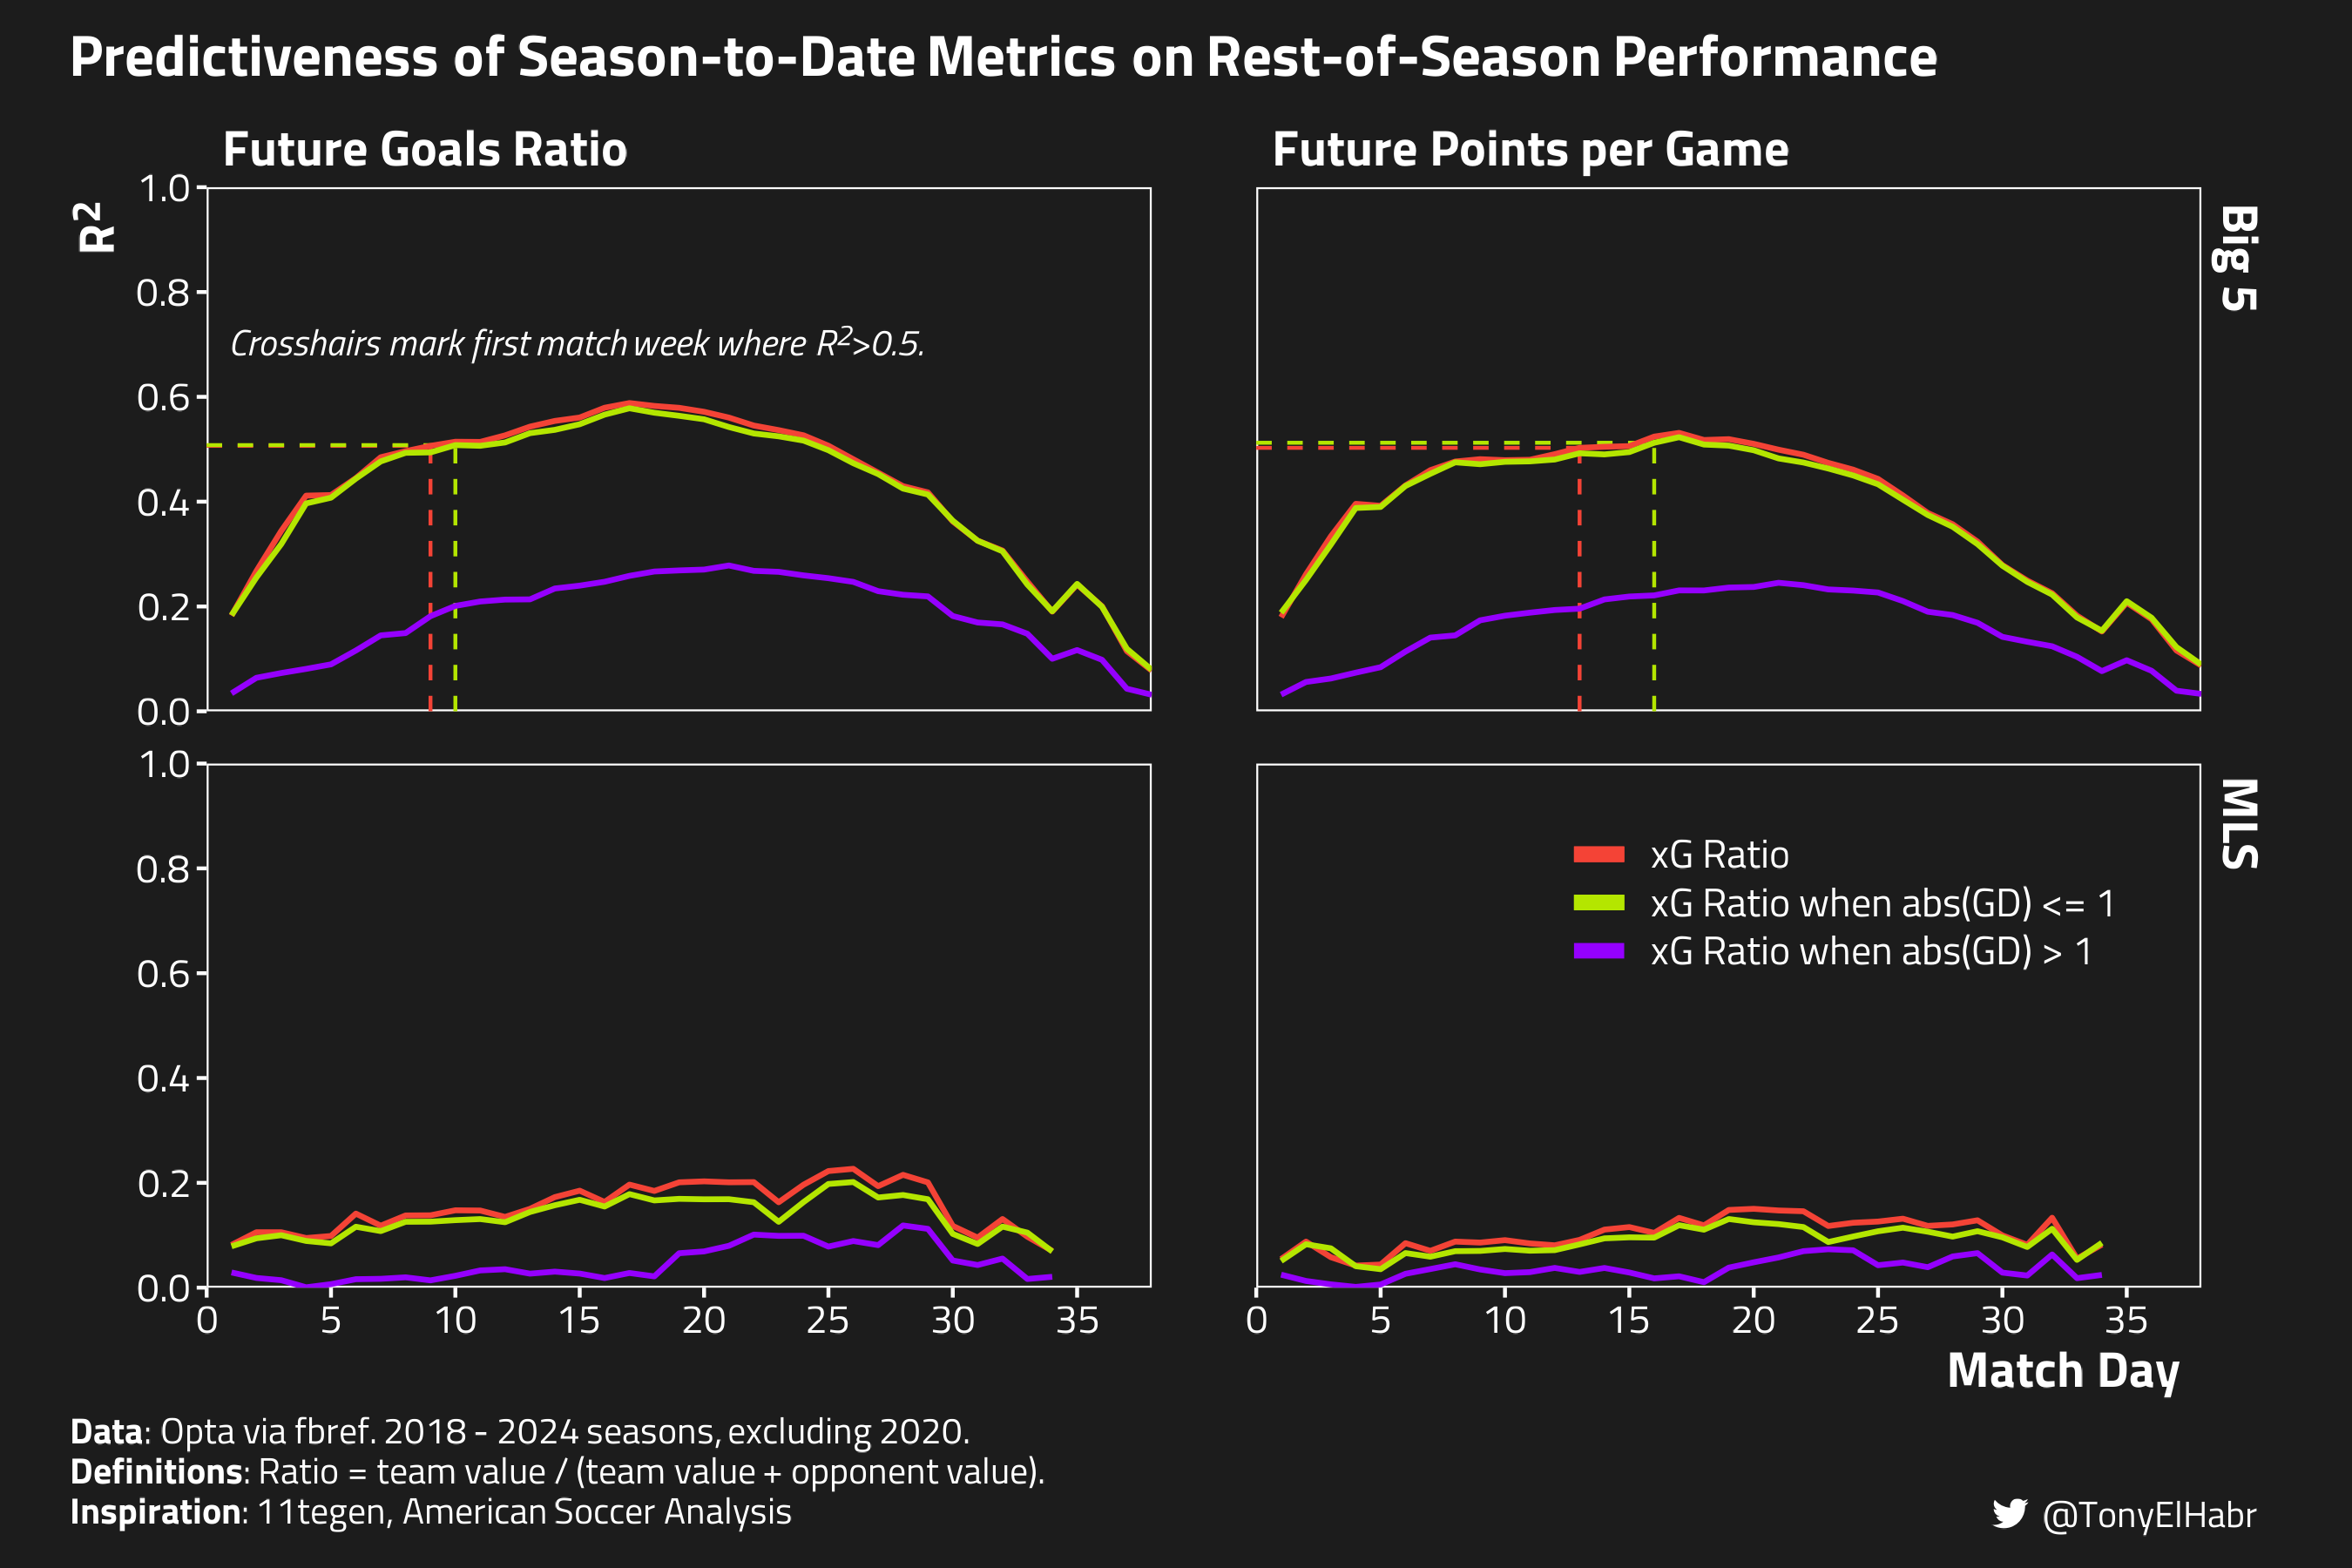 Predictiveness of Season-to-Date Metrics on Rest-of-Season Performance
Future Goals Ratio
Future Points per Game
R²
Big 5
1.0
0.8
Crosshairs mark first match week where R²>0.5.
0.6
0.4
0.2
0.0
MLS
1.0
0.8
0.6
0.4
0.2
0.0
xG Ratio
xG Ratio when abs(GD) <= 1
xG Ratio when abs(GD) > 1
0 5 10 15 20 25 30 35
0 5 10 15 20 25 30 35
Match Day
Data: Opta via fbref. 2018 - 2024 seasons, excluding 2020.
Definitions: Ratio = team value / (team value + opponent value).
Inspiration: 11tegen, American Soccer Analysis
@TonyElHabr